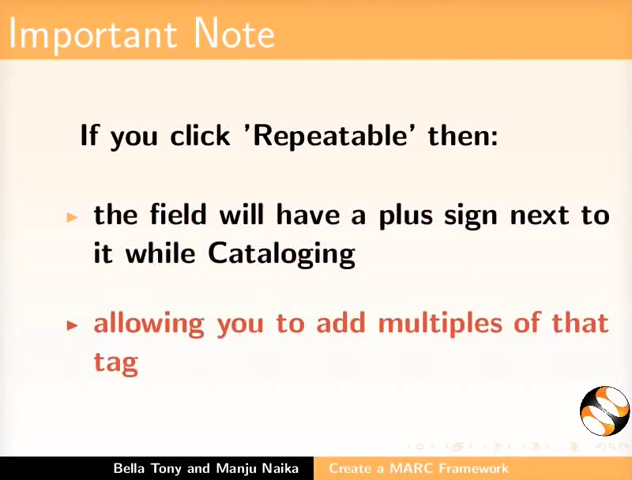 Important Note
If you click 'Repeatable' then:
the field will have a plus sign next to
it while Cataloging
allowing you to add multiples of that
tag
Bella Tony and Manju Naika
Create a MARC Framework